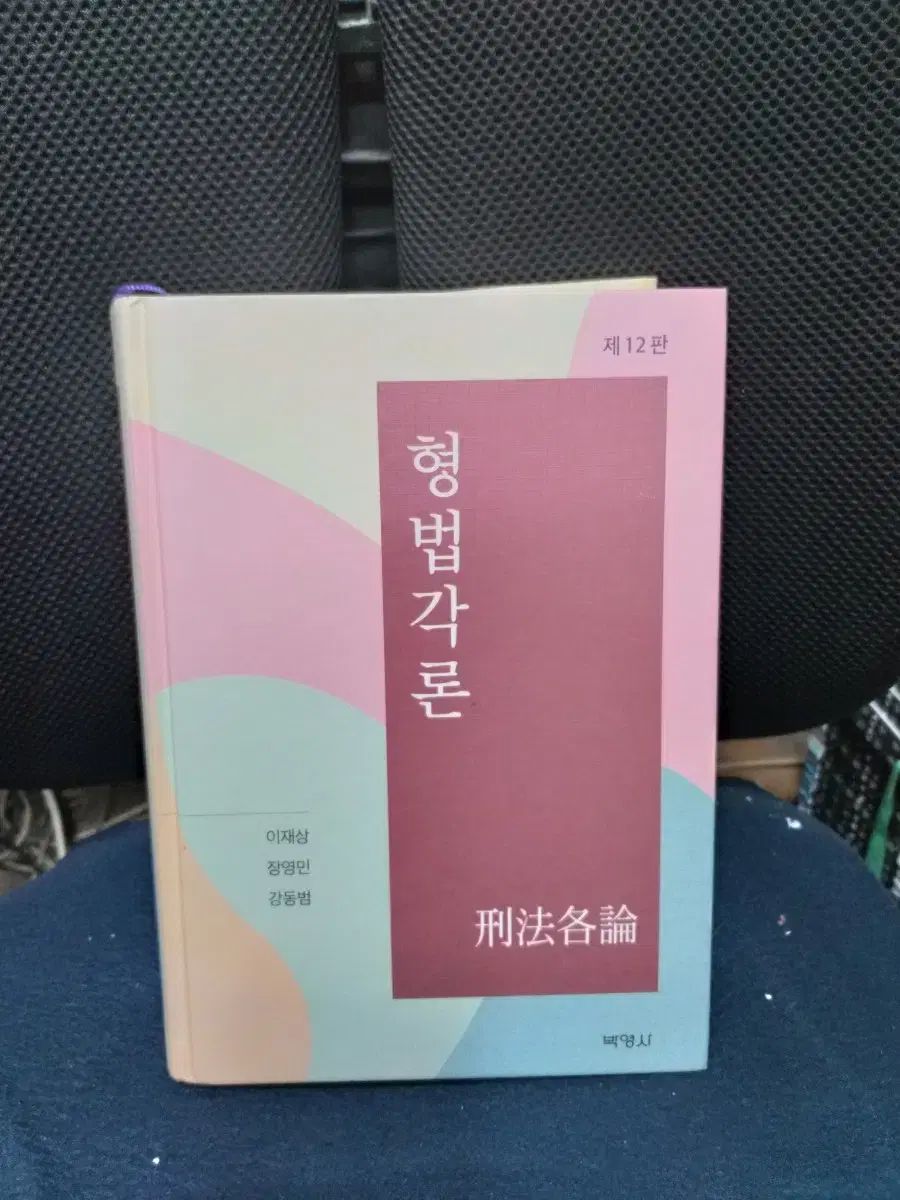 제12판
형법각론
이재상
장영민
강동범
刑法各論
박영사